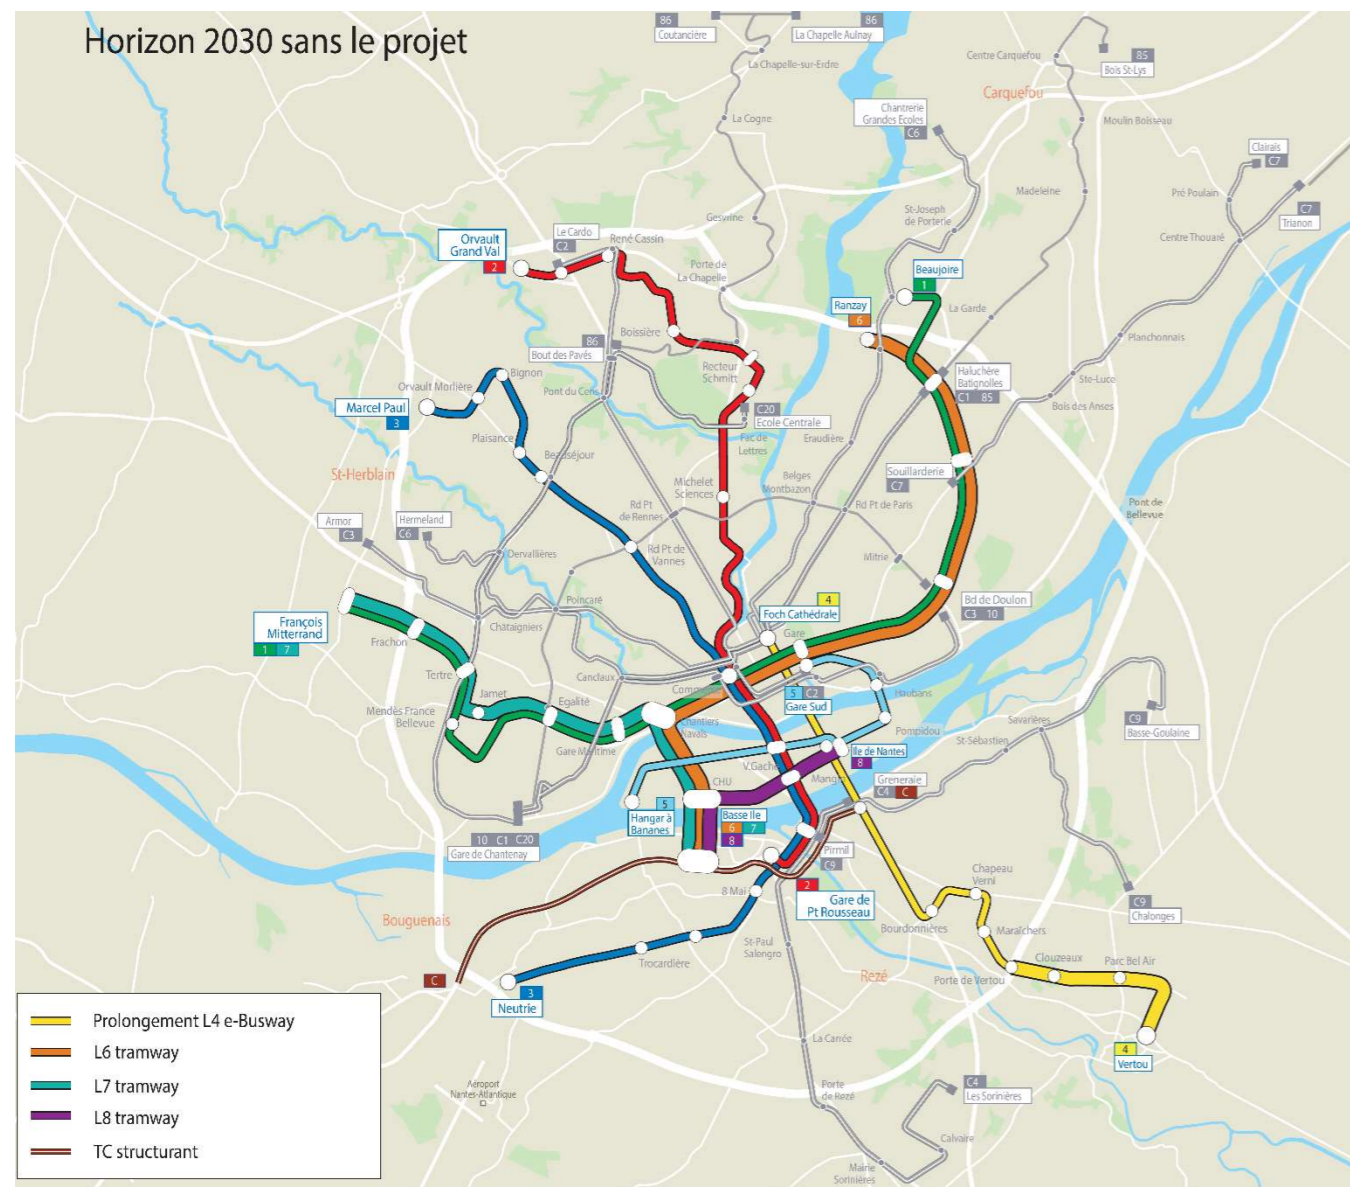 Horizon 2030 sans le projet
86
Coutancière
86
La Chapelle Aulnay
La Chapelle-sur-Erdre
Centre Carquefou
85
Bois St-Lys
Carquefou
Chantrerie
Grandes Ecoles
C6
La Cogne
Moulin Boisseau
Clairais
C7
Pré Poulain
Madeleine
C7
Trianon
Gesvrine
St-Joseph
de Porterie
Centre Thouaré
Le Cardo
C2
René Cassin
Orvault
Grand Val
2
Porte de
La Chapelle
Beaujoire
1
Ranzay
6
La Garde
Boissière
86
Bout des Pavés
Planchonnais
Recteur
Schmitt
Haluchère
Batignolles
C1 85
Ste-Luce
Bignon
Orvault Morlière
Pont du Cens
Marcel Paul
3
C20
Ecole Centrale
Bois des Anses
Plaisance
Fac de
Lettres
Eraudière
Beauséjour
St-Herblain
Souillarderie
C7
Michelet
Sciences
Belges
Montbazon
Pont de
Bellevue
Rd Pt
de Rennes
Rd Pt de Paris
Armor
C3
Hermeland
C6
Dervallières
Rd Pt de
Vannes
Mitrie
Poincaré
4
Foch Cathédrale
Bd de Doulon
C3 10
François
Mitterrand
1 7
Frachon
Châtaigniers
Gare
Tertre
Canclaux
Commerce
5 C2
Gare Sud
Haubans
Jamet
Egalité
Mendès France
Bellevue
Chantiers
Navals
Savarières
C9
Basse-Goulaine
Pompidou
St-Sébastien
Gare Maritime
Ile de Nantes
8
V.Gache
CHU
Mangin
Greneraie
C4 C
5
Hangar à
Bananes
Basse Ile
6 7
8
10 C1 C20
Gare de Chantenay
Pirmil
C9
Chapeau
Verni
2
Gare de
Pt Rousseau
8 Mai
C9
Chalonges
Bouguenais
Bourdonnières
Maraîchers
St-Paul
Salengro
Trocardière
Clouzeaux
Parc Bel Air
Rezé
Porte de Vertou
C
3
Neutrie
Prolongement L4 e-Busway
L6 tramway
L7 tramway
L8 tramway
TC structurant
La Carrée
4
Vertou
Aéroport
Nantes-Atlantique
Porte
de Rezé
C4
Les Sorinières
Calvaire
Mairie
Sorinières